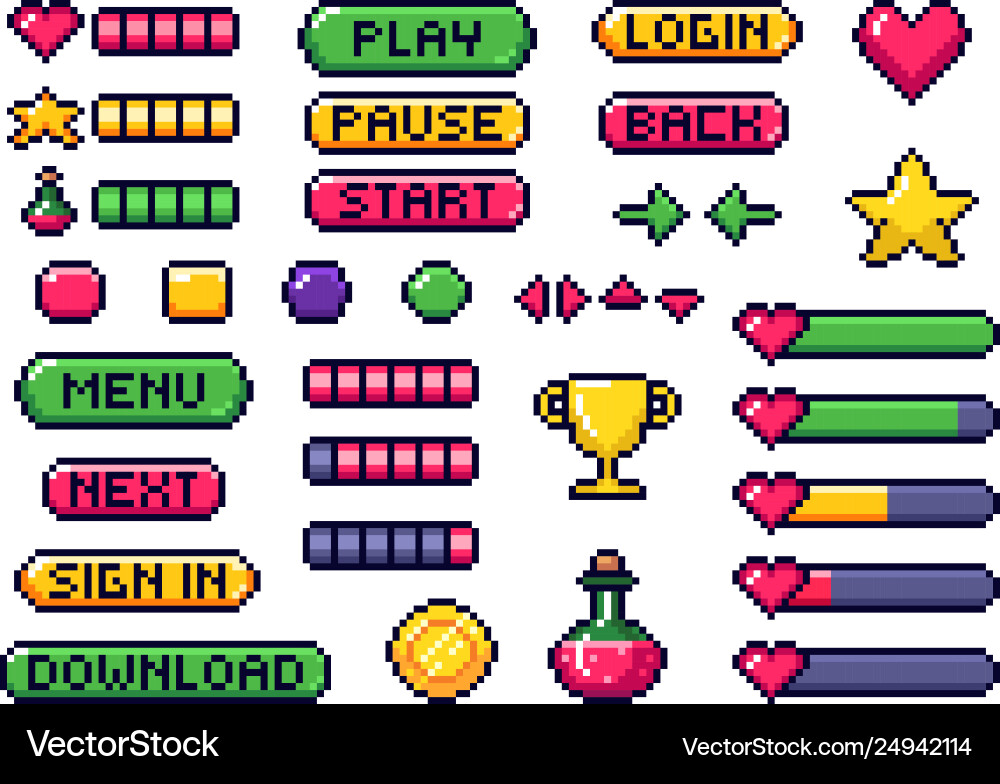 PLAY
LOGIN
PAUSE
BACK
START
MENU
NEXT
SIGN IN
DOWNLOAD
VectorStock
VectorStock.com/24942114